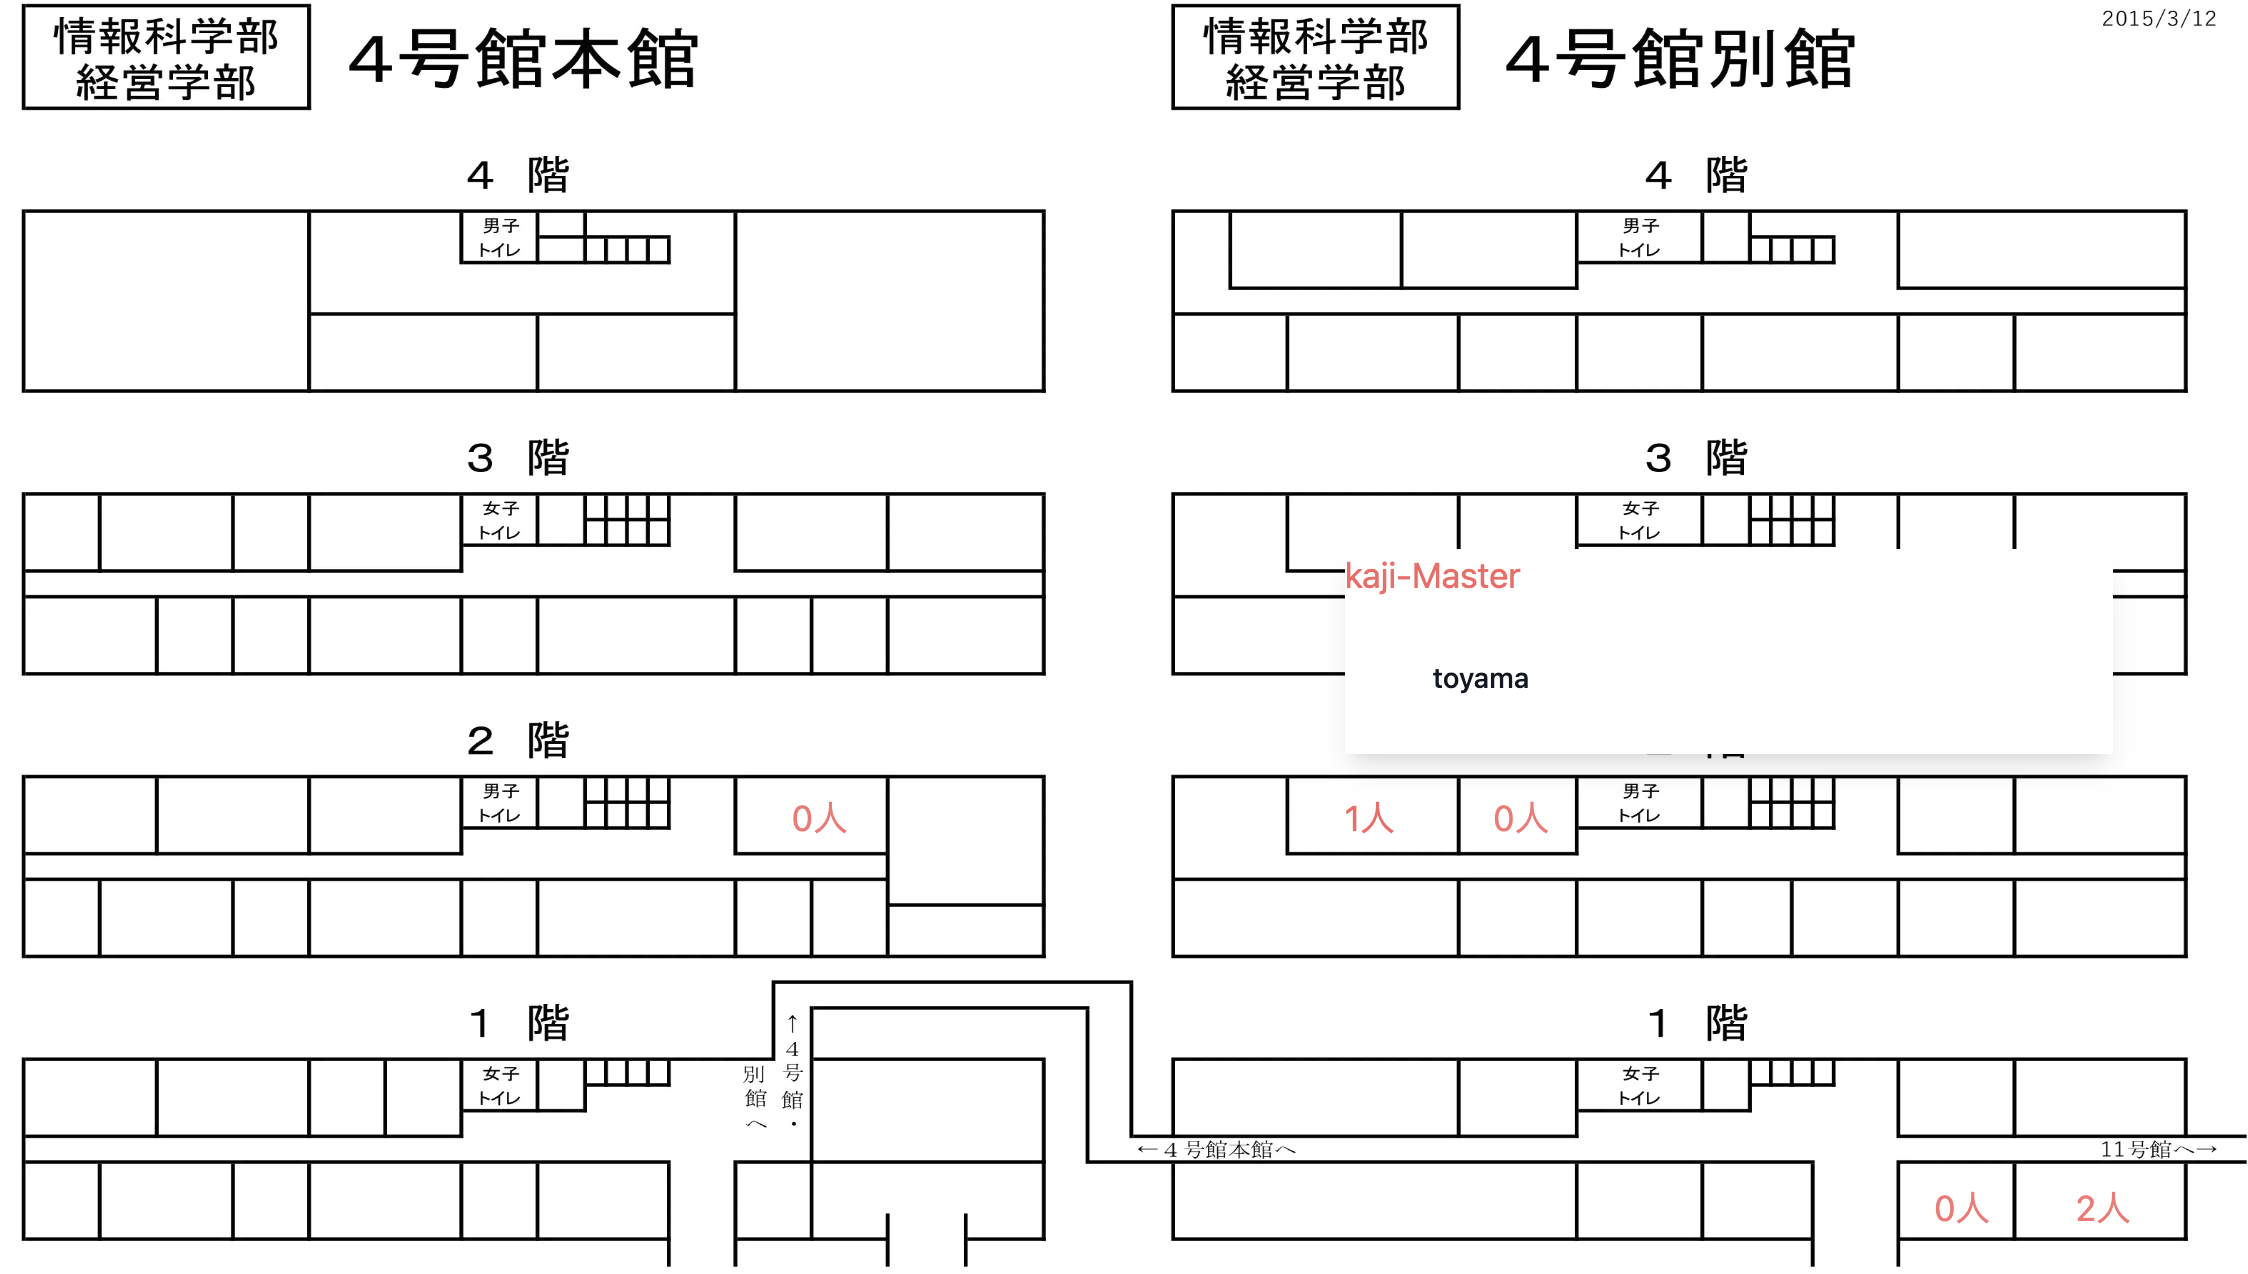 情報科学部
経営学部
4号館本館
4 階
男子
トイレ
3 階
女子
トイレ
2 階
男子
トイレ
0人
1 階
女子
トイレ
↑4号館・
別館へ
2015/3/12
情報科学部
経営学部
4号館別館
4 階
男子
トイレ
3 階
女子
トイレ
kaji-Master
toyama
1人
0人
男子
トイレ
1 階
女子
トイレ
←4号館本館へ
11号館へ→
0人
2人